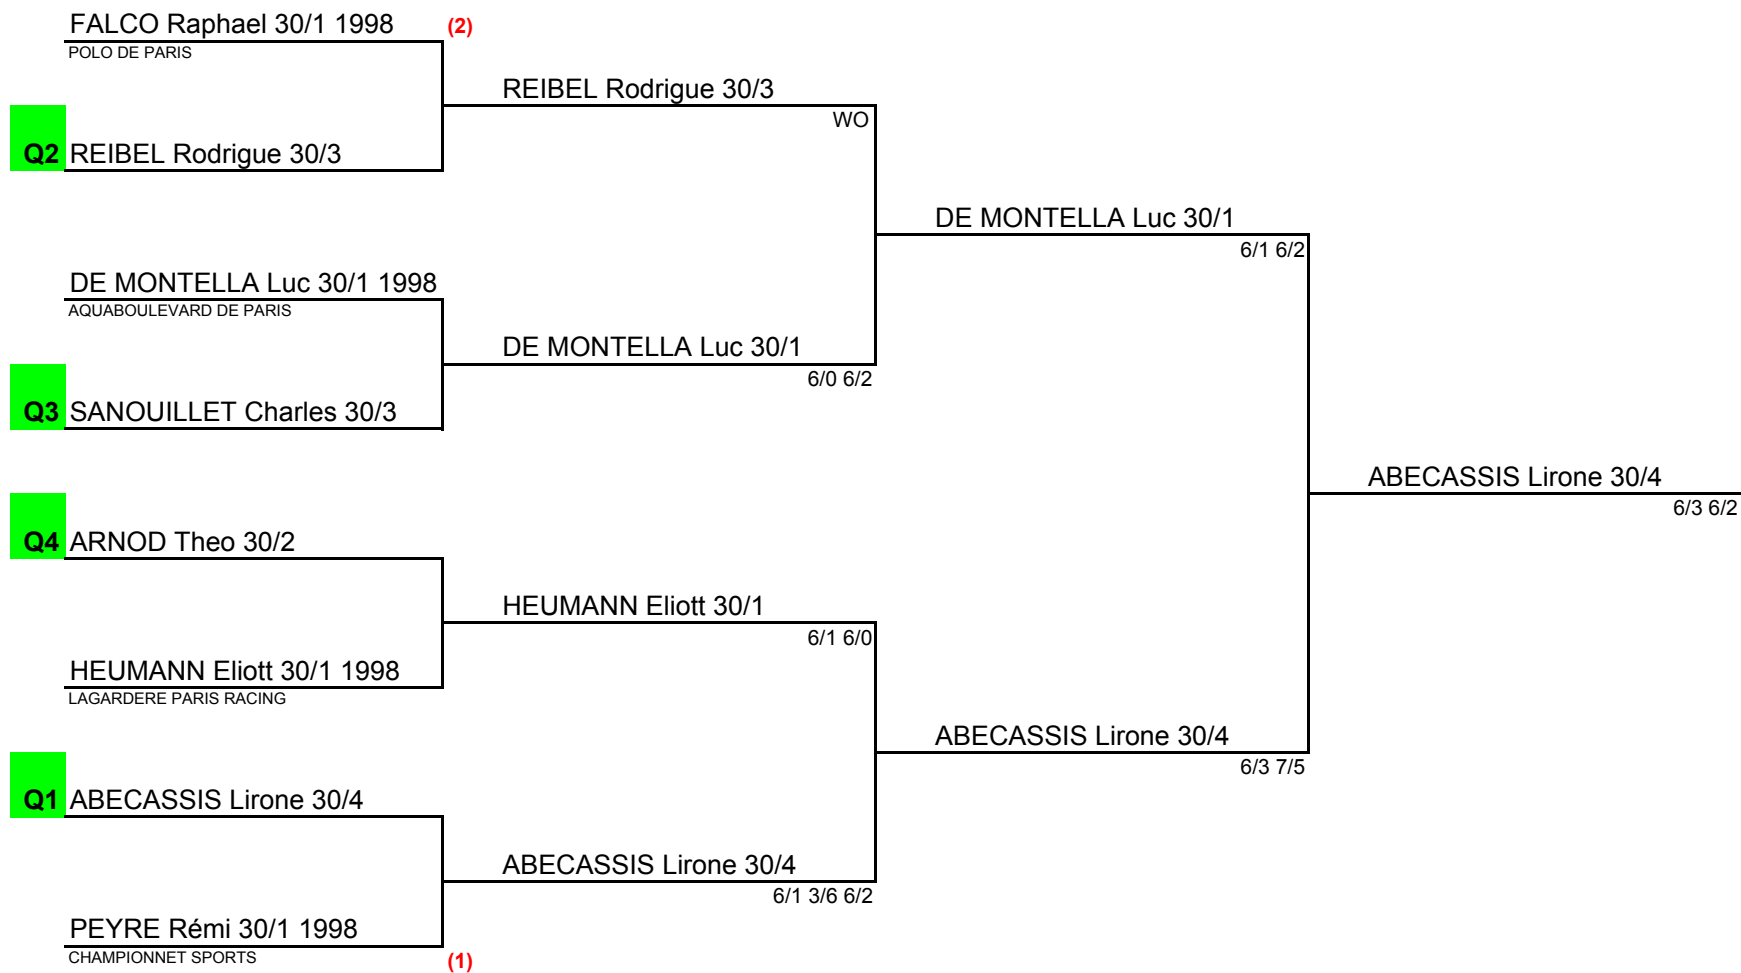 FALCO Raphael 30/1 1998 (2)
POLO DE PARIS
REIBEL Rodrigue 30/3
WO
Q2 REIBEL Rodrigue 30/3
DE MONTELLA Luc 30/1
6/1 6/2
DE MONTELLA Luc 30/1 1998
AQUABOULEVARD DE PARIS
DE MONTELLA Luc 30/1
6/0 6/2
Q3 SANOUILLET Charles 30/3
ABECASSIS Lirone 30/4
6/3 6/2
Q4 ARNOD Theo 30/2
HEUMANN Eliott 30/1
6/1 6/0
HEUMANN Eliott 30/1 1998
LAGARDERE PARIS RACING
ABECASSIS Lirone 30/4
6/3 7/5
Q1 ABECASSIS Lirone 30/4
ABECASSIS Lirone 30/4
6/1 3/6 6/2
PEYRE Rémi 30/1 1998
CHAMPIONNET SPORTS (1)